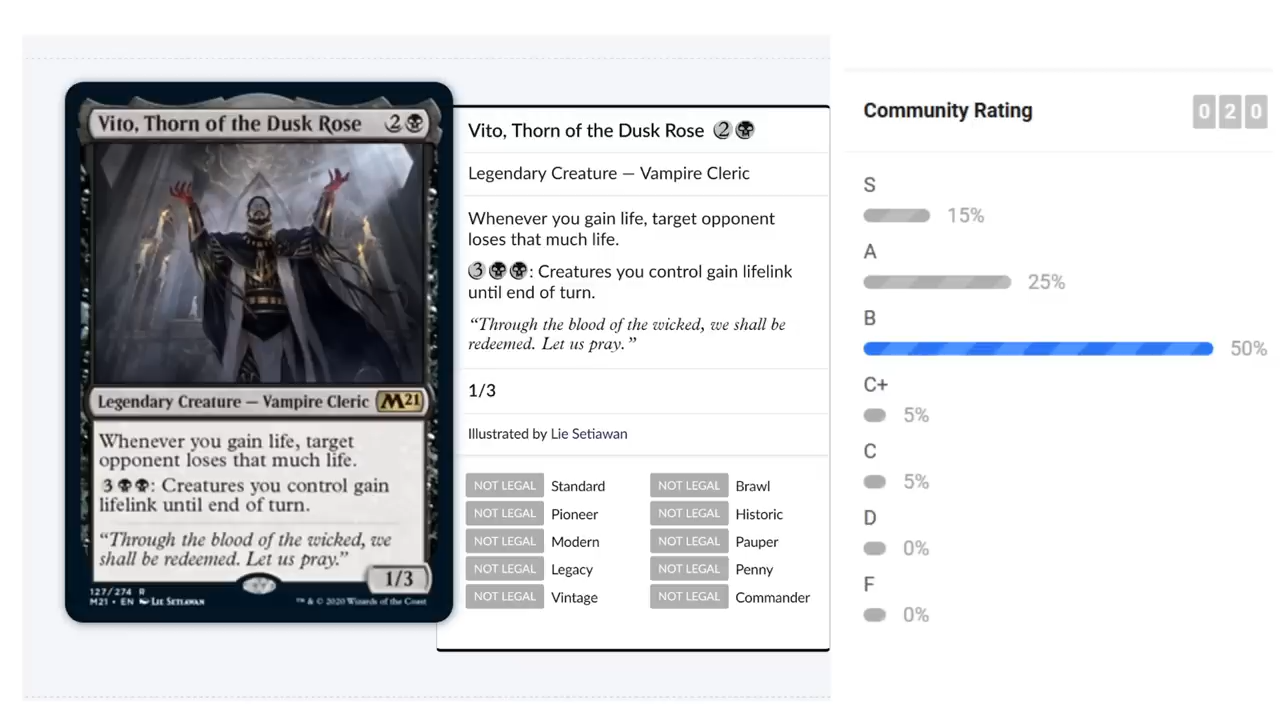 Vito, Thorn of the Dusk Rose 2
Legendary Creature — Vampire Cleric M21
Whenever you gain life, target
opponent loses that much life.
3 : Creatures you control gain
lifelink until end of turn.
“Through the blood of the wicked, we
shall be redeemed. Let us pray.”
1/3
127/274 R
M21 • EN LIE SETIAWAN
™ & © 2020 Wizards of the Coast
Vito, Thorn of the Dusk Rose 2
Legendary Creature — Vampire Cleric
Whenever you gain life, target opponent
loses that much life.
3 : Creatures you control gain lifelink
until end of turn.
“Through the blood of the wicked, we shall be
redeemed. Let us pray.”
1/3
Illustrated by Lie Setiawan
NOT LEGAL Standard NOT LEGAL Brawl
NOT LEGAL Pioneer NOT LEGAL Historic
NOT LEGAL Modern NOT LEGAL Pauper
NOT LEGAL Legacy NOT LEGAL Penny
NOT LEGAL Vintage NOT LEGAL Commander
Community Rating 0 2 0
S
15%
A
25%
B
50%
C+
5%
C
5%
D
0%
F
0%